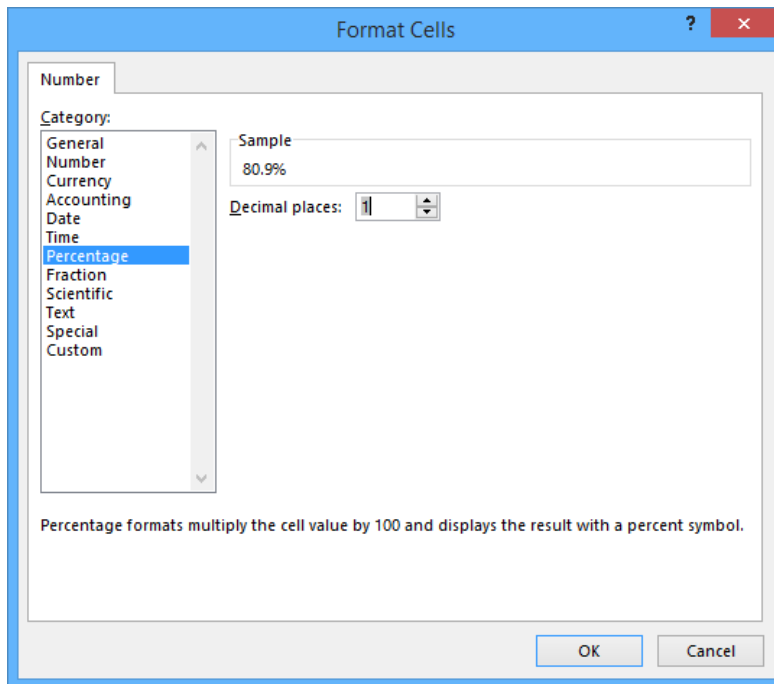 Format Cells
?
×
Number
Category:
General
Number
Currency
Accounting
Date
Time
Percentage
Fraction
Scientific
Text
Special
Custom
Sample
80.9%
Decimal places: 1
Percentage formats multiply the cell value by 100 and displays the result with a percent symbol.
OK Cancel